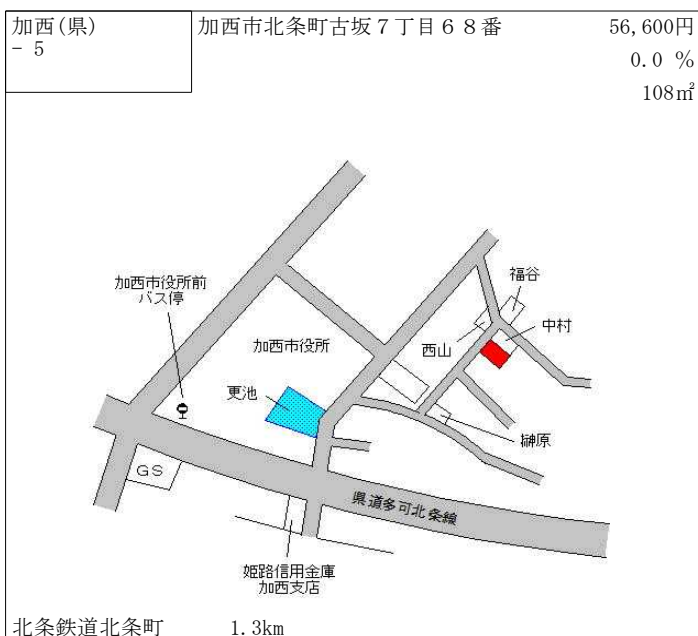 加西(県)
- 5
加西市北条町古坂７丁目６８番
56,600円
0.0 %
108㎡
加西市役所前
バス停
福谷
中村
加西市役所
西山
更池
榊原
GS
県道多可北条線
姫路信用金庫
加西支店
北条鉄道北条町 1.3km